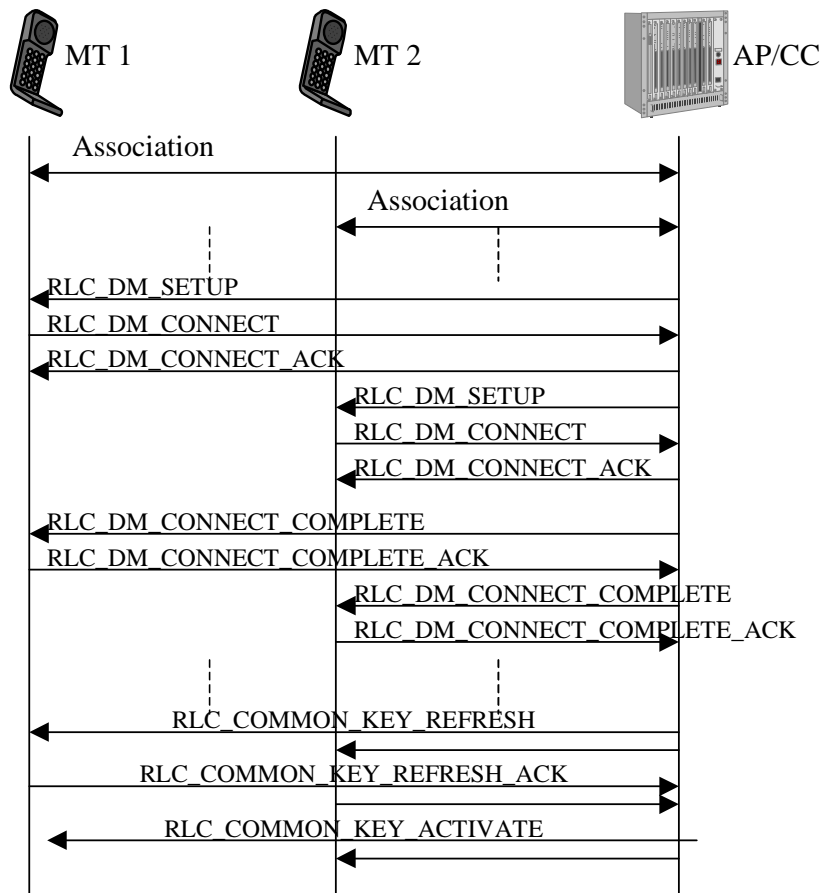 MT 1
MT 2
AP/CC
Association
Association
RLC_DM_SETUP
RLC_DM_CONNECT
RLC_DM_CONNECT_ACK
RLC_DM_SETUP
RLC_DM_CONNECT
RLC_DM_CONNECT_ACK
RLC_DM_CONNECT_COMPLETE
RLC_DM_CONNECT_COMPLETE_ACK
RLC_DM_CONNECT_COMPLETE
RLC_DM_CONNECT_COMPLETE_ACK
RLC_COMMON_KEY_REFRESH
RLC_COMMON_KEY_REFRESH_ACK
RLC_COMMON_KEY_ACTIVATE